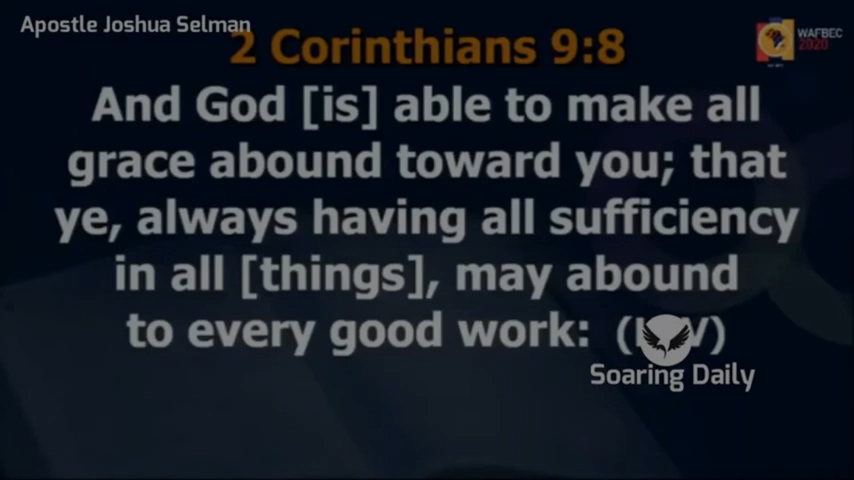 Apostle Joshua Selman
WAFBEC
2020
2 Corinthians 9:8
And God [is] able to make all
grace abound toward you; that
ye, always having all sufficiency
in all [things], may abound
to every good work:
Soaring Daily